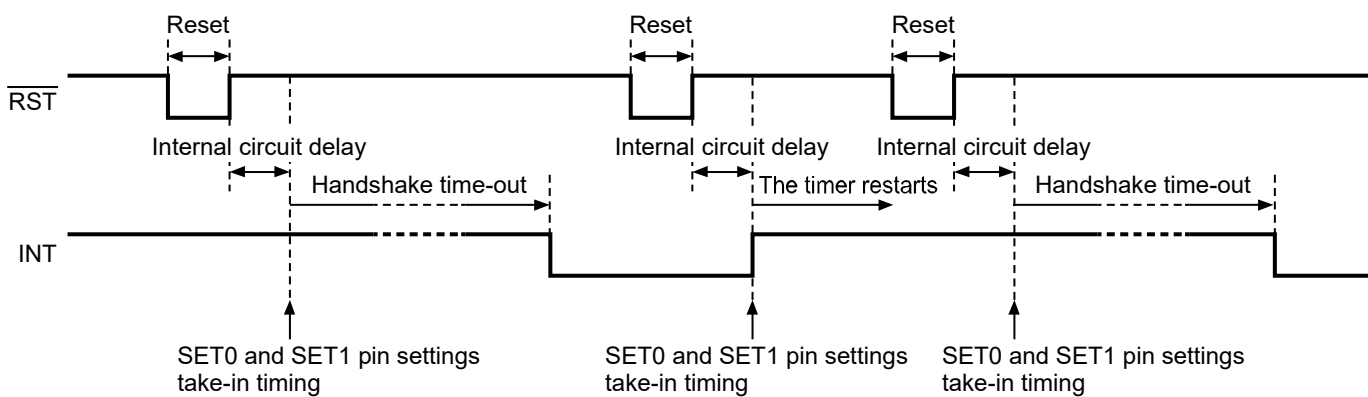 Reset Reset Reset
RST
Internal circuit delay Internal circuit delay Internal circuit delay
Handshake time-out The timer restarts Handshake time-out
INT
SET0 and SET1 pin settings SET0 and SET1 pin settings SET0 and SET1 pin settings
take-in timing take-in timing take-in timing